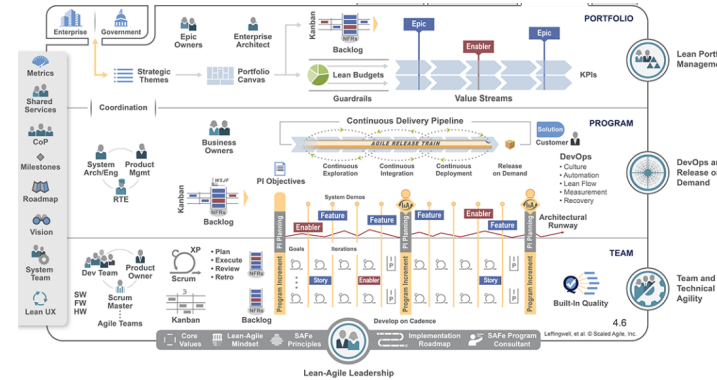 Enterprise
Government
Epic
Owners
Enterprise
Architect
Kanban
NFRs
Backlog
Epic
Enabler
Epic
PORTFOLIO
Strategic
Themes
Portfolio
Canvas
Lean Budgets
Guardrails
Value Streams
KPIs
Lean Portf
Manageme
Metrics
Shared
Services
CoP
Milestones
Roadmap
Vision
System
Team
Lean UX
Coordination
Continuous Delivery Pipeline
PROGRAM
Business
Owners
AGILE RELEASE TRAIN
Continuous
Exploration
Continuous
Integration
Continuous
Deployment
Release
on Demand
Solution
Customer
DevOps
• Culture
• Automation
• Lean Flow
• Measurement
• Recovery
DevOps an
Release on
Demand
System
Arch/Eng
Product
Mgmt
RTE
PI Objectives
Kanban
WSJF
NFRs
Backlog
System Demos
PI Planning
Enabler
Feature
Feature
I&A
PI Planning
Feature
Enabler
Feature
I&A
PI Planning
Architectural
Runway
TEAM
Dev Team
Product
Owner
Scrum
Master
Agile Teams
SW
FW
HW
XP
Scrum
• Plan
• Execute
• Review
• Retro
Kanban
NFRs
NFRs
Backlog
Program Increment
Goals
Iterations
Story
Enabler
IP
Program Increment
Story
IP
Program Increment
Develop on Cadence
Built-In Quality
Team and
Technical
Agility
4.6
Leffingwell, et al. © Scaled Agile, Inc.
Core
Values
Lean-Agile
Mindset
SAFe
Principles
Implementation
Roadmap
SAFe Program
Consultant
Lean-Agile Leadership